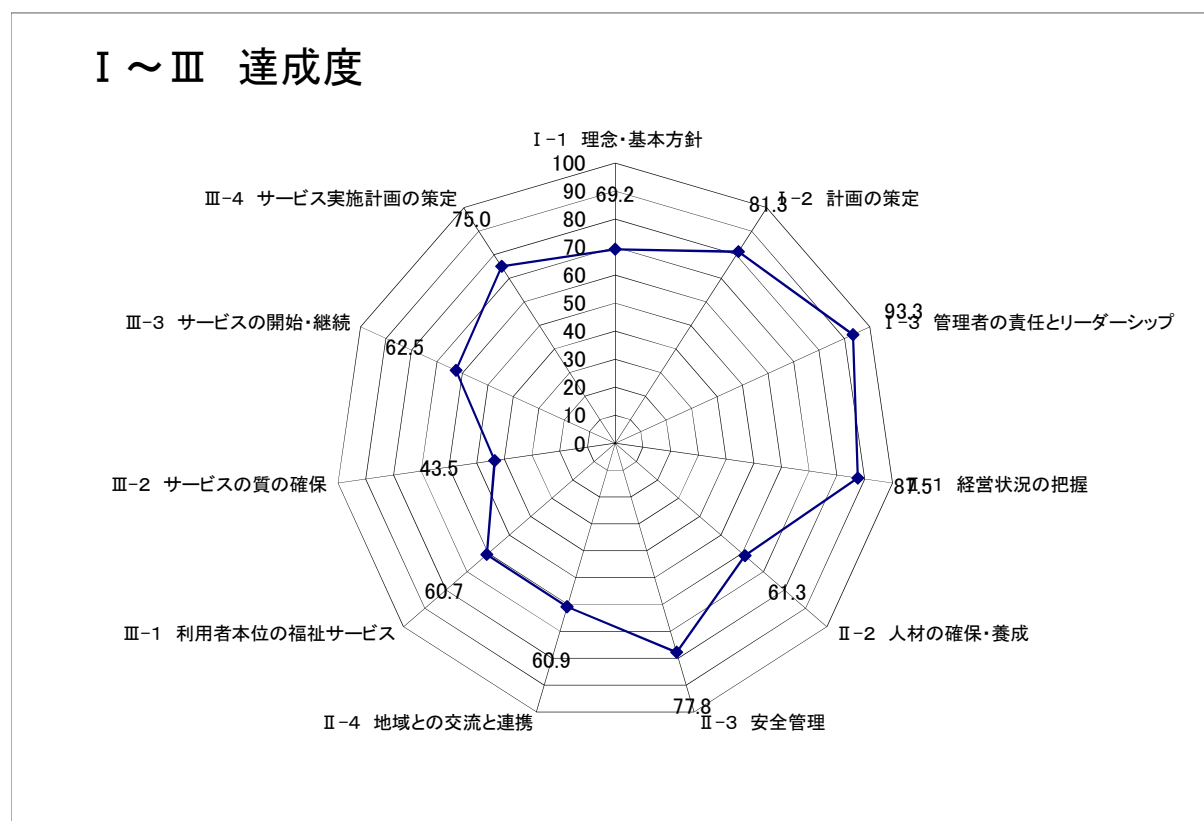 Ⅰ～Ⅲ 達成度
Ⅰ-1 理念・基本方針
100
90
80
70
60
50
40
30
20
10
0
69.2
81.3
Ⅰ-2 計画の策定
93.3
Ⅰ-3 管理者の責任とリーダーシップ
87.5
Ⅱ-1 経営状況の把握
61.3
Ⅱ-2 人材の確保・養成
77.8
Ⅱ-3 安全管理
60.9
Ⅱ-4 地域との交流と連携
60.7
Ⅲ-1 利用者本位の福祉サービス
43.5
Ⅲ-2 サービスの質の確保
62.5
Ⅲ-3 サービスの開始・継続
75.0
Ⅲ-4 サービス実施計画の策定